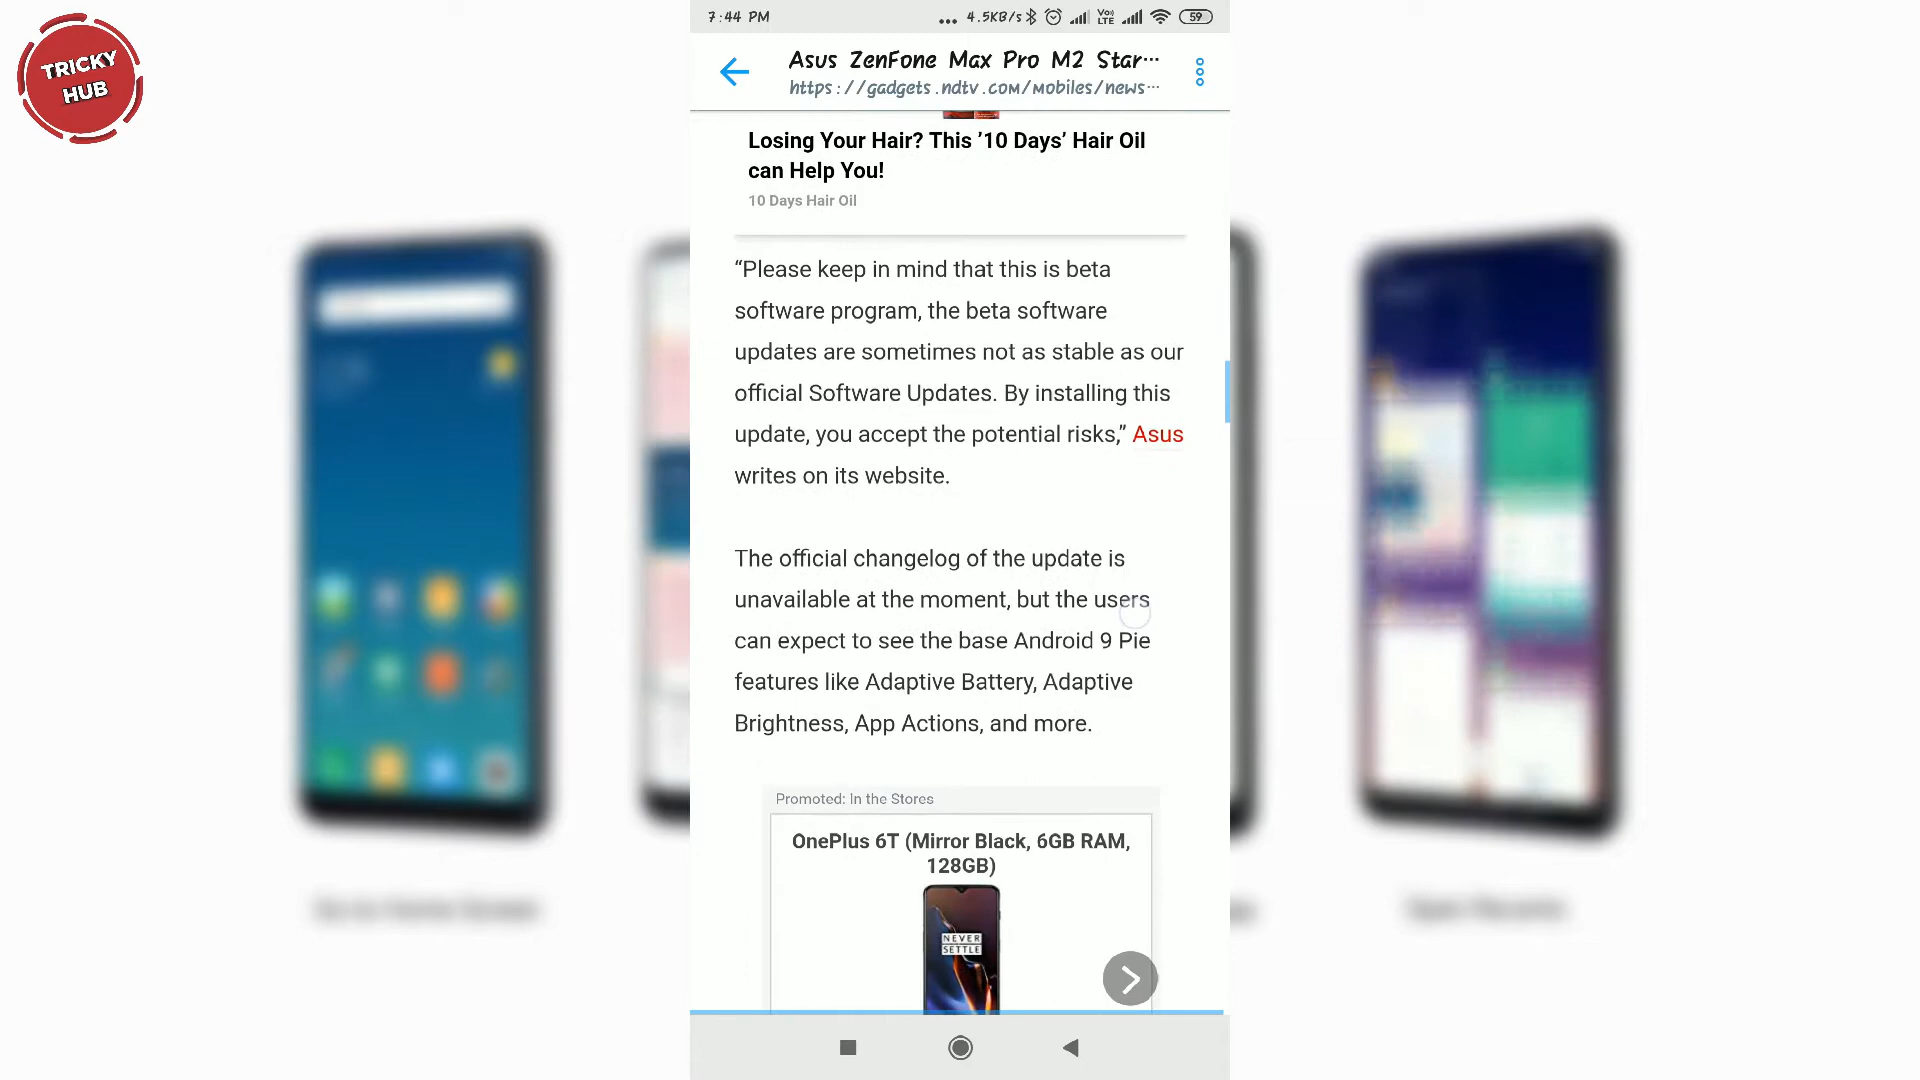 TRICKY
HUB
7:44 PM
... 4.5KB/s Vo) LTE 59
Asus ZenFone Max Pro M2 Star...
https://gadgets.ndtv.com/mobiles/news...
Losing Your Hair? This '10 Days' Hair Oil
can Help You!
10 Days Hair Oil
“Please keep in mind that this is beta
software program, the beta software
updates are sometimes not as stable as our
official Software Updates. By installing this
update, you accept the potential risks,” Asus
writes on its website.
The official changelog of the update is
unavailable at the moment, but the users
can expect to see the base Android 9 Pie
features like Adaptive Battery, Adaptive
Brightness, App Actions, and more.
Promoted: In the Stores
OnePlus 6T (Mirror Black, 6GB RAM,
128GB)
NEVER
SETTLE